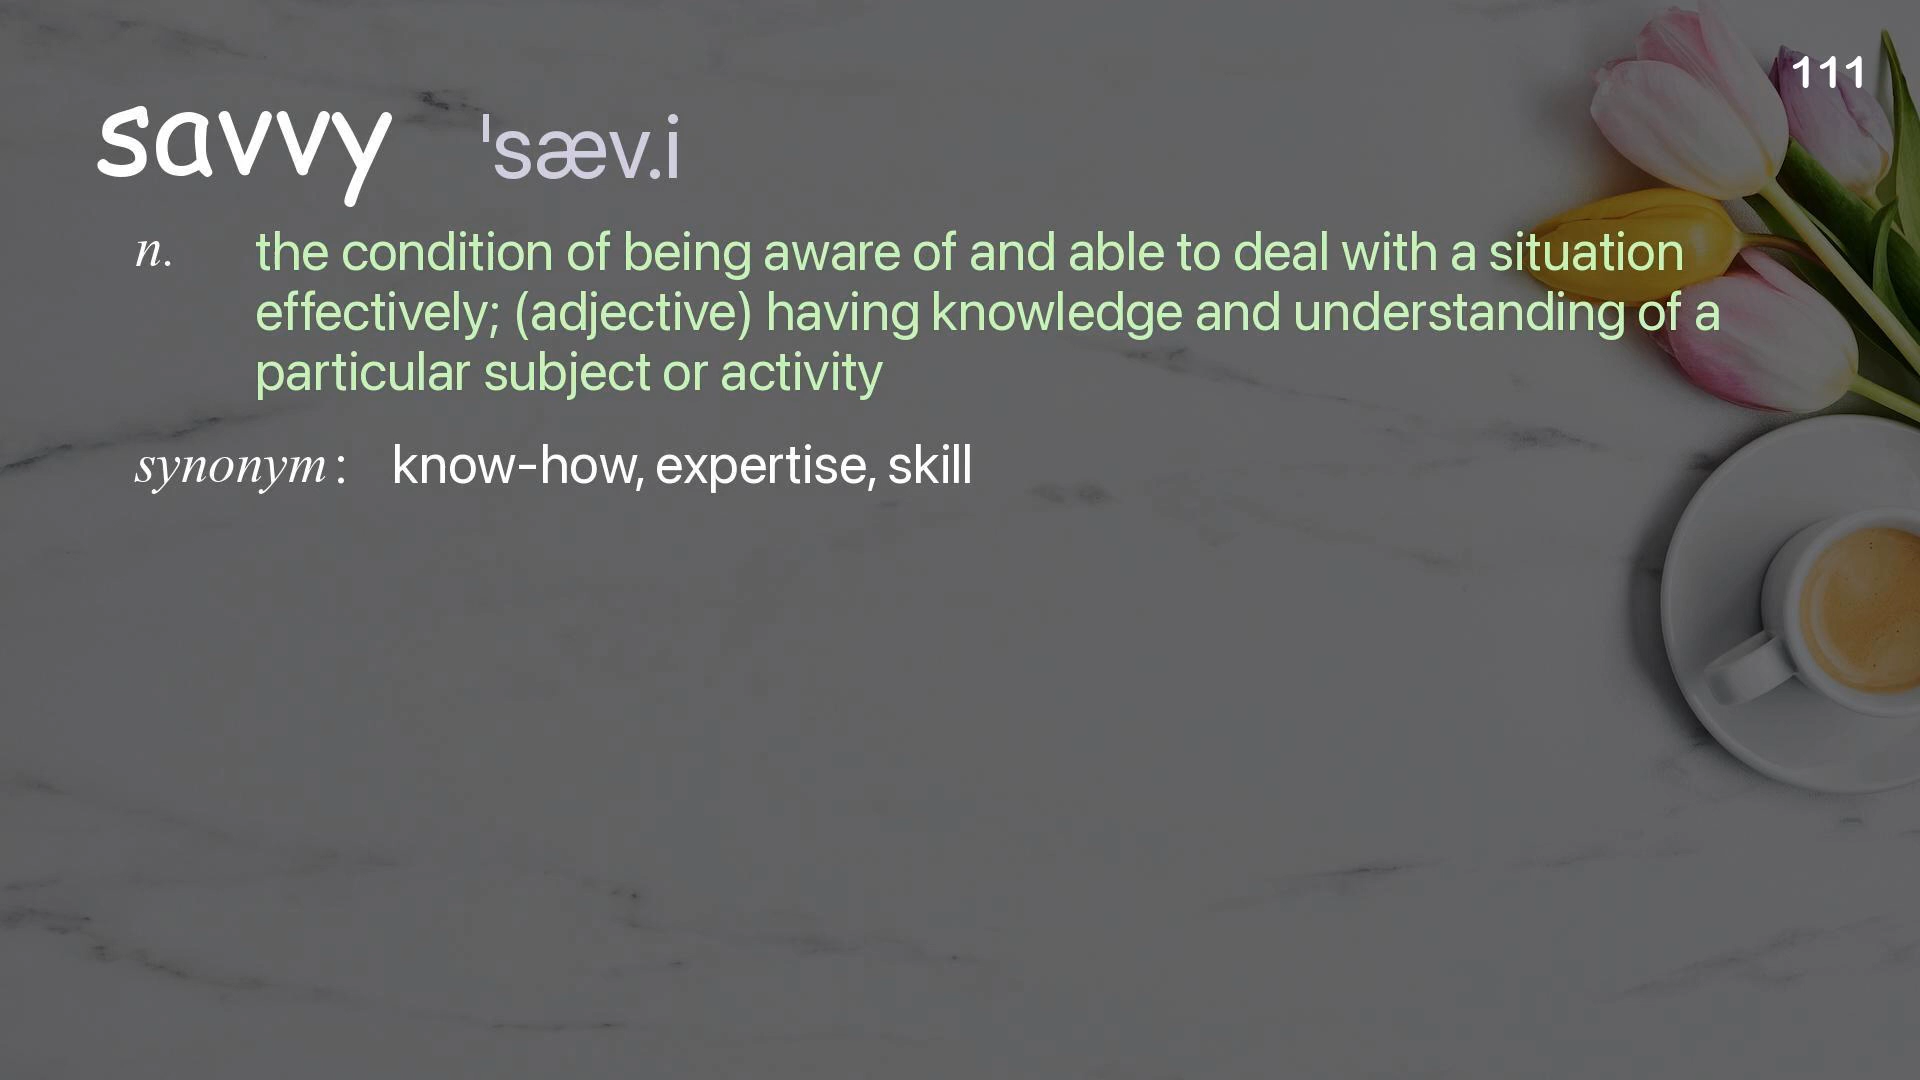 111
savvy ˈsæv.i
n. the condition of being aware of and able to deal with a situation
effectively; (adjective) having knowledge and understanding of a
particular subject or activity
synonym : know-how, expertise, skill